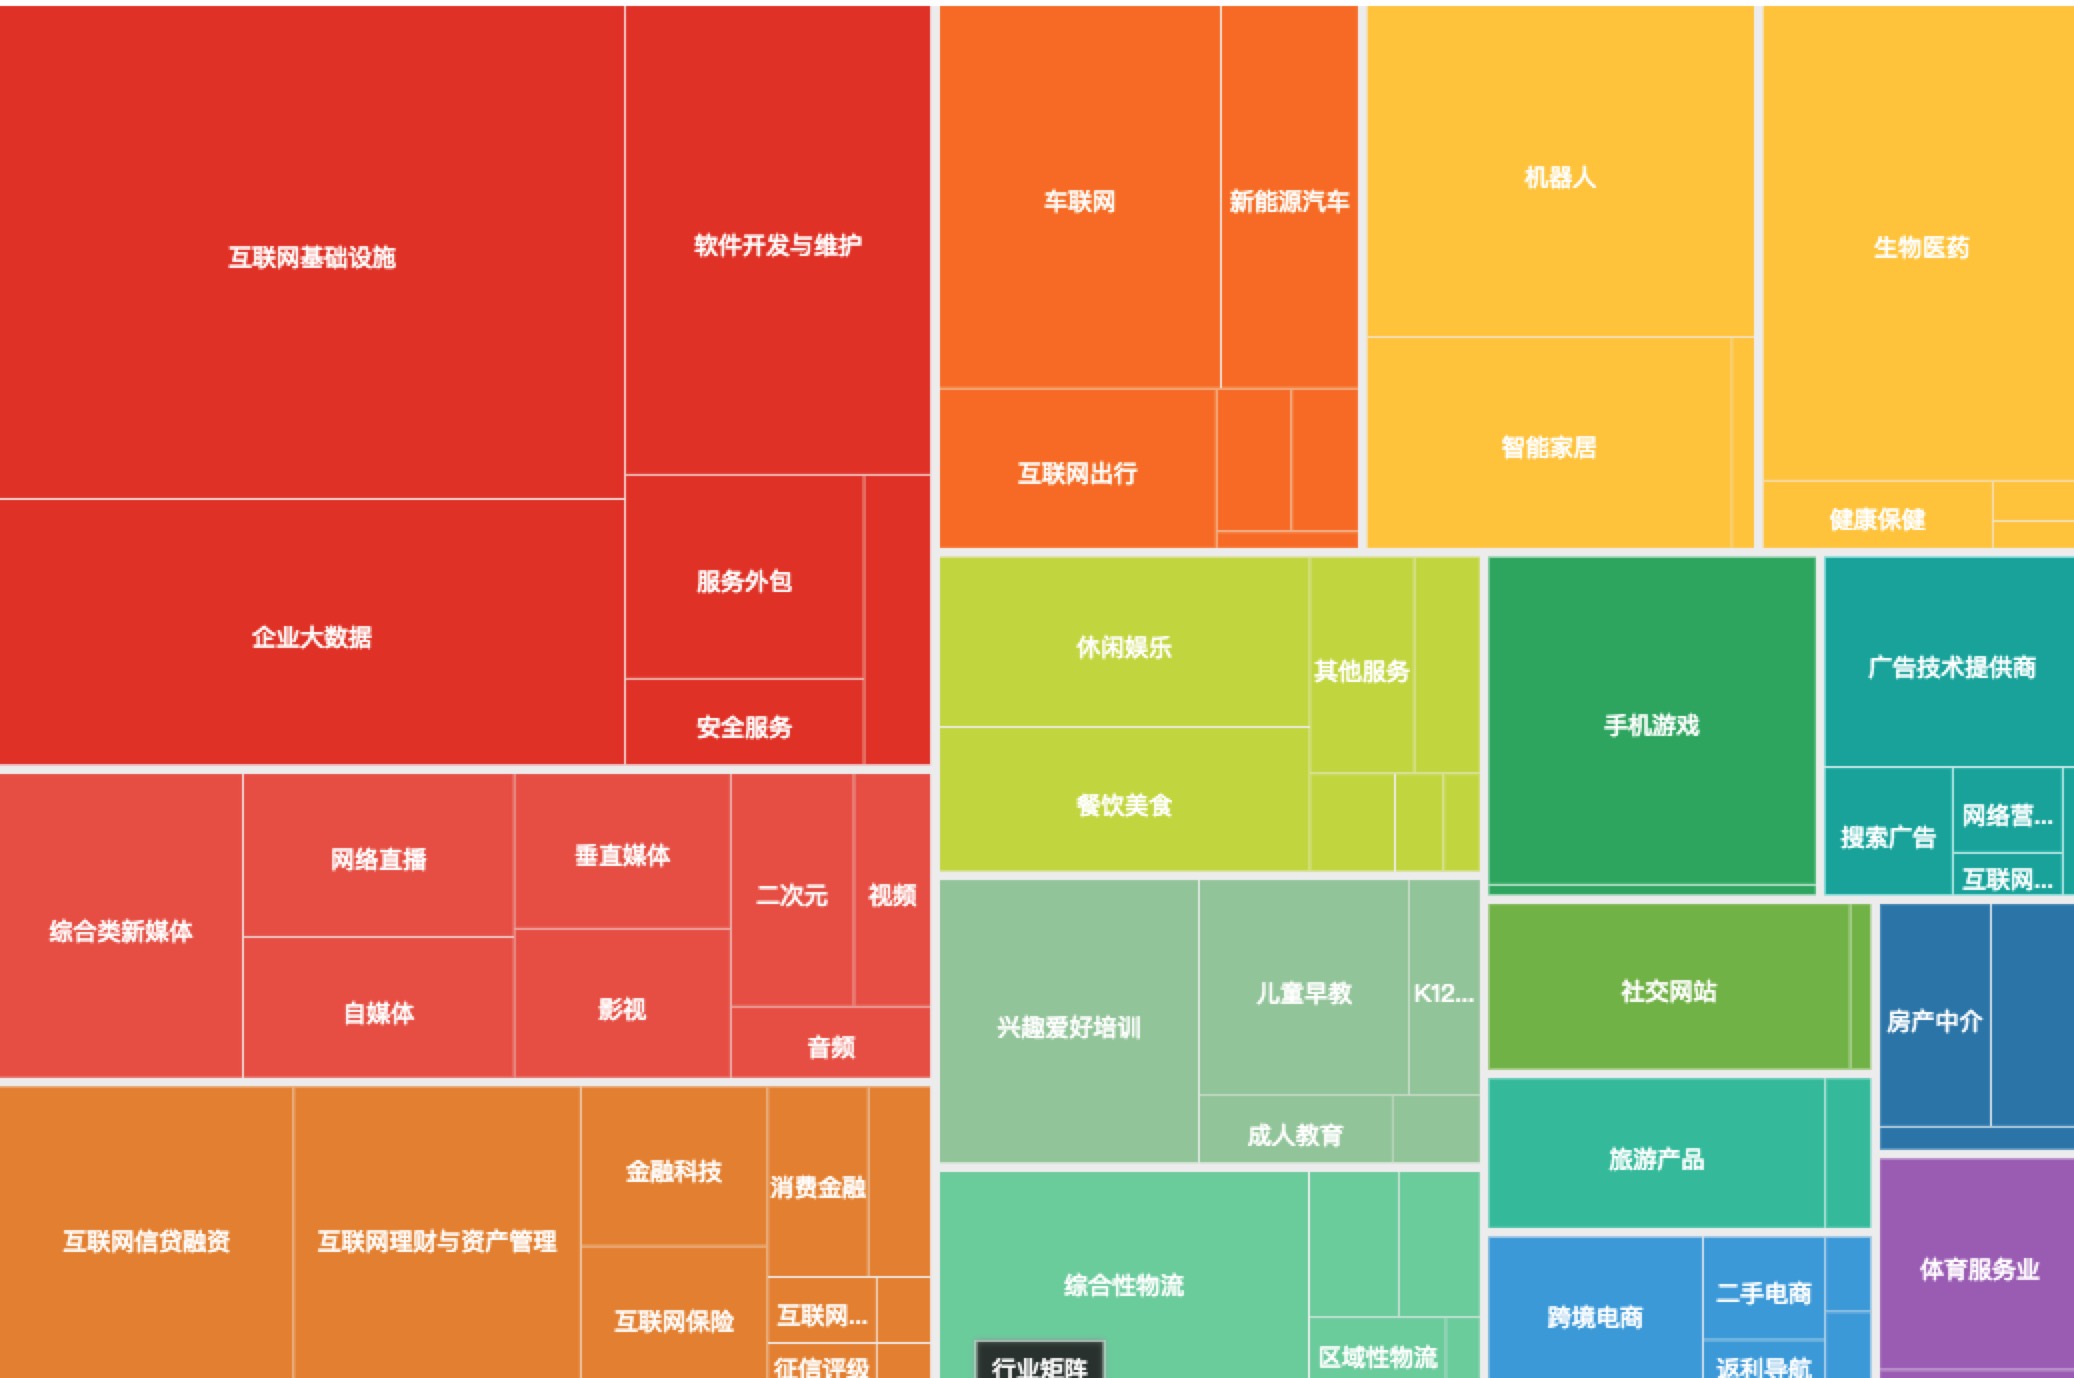 互联网基础设施
软件开发与维护
企业大数据
服务外包
安全服务
车联网
新能源汽车
互联网出行
机器人
智能家居
生物医药
健康保健
综合类新媒体
网络直播
自媒体
垂直媒体
影视
二次元
视频
音频
休闲娱乐
餐饮美食
其他服务
手机游戏
广告技术提供商
搜索广告
网络营...
互联网...
兴趣爱好培训
儿童早教
K12...
成人教育
社交网站
房产中介
旅游产品
互联网信贷融资
互联网理财与资产管理
金融科技
互联网保险
消费金融
互联网...
征信评级
综合性物流
区域性物流
跨境电商
二手电商
返利导航
体育服务业
行业矩阵